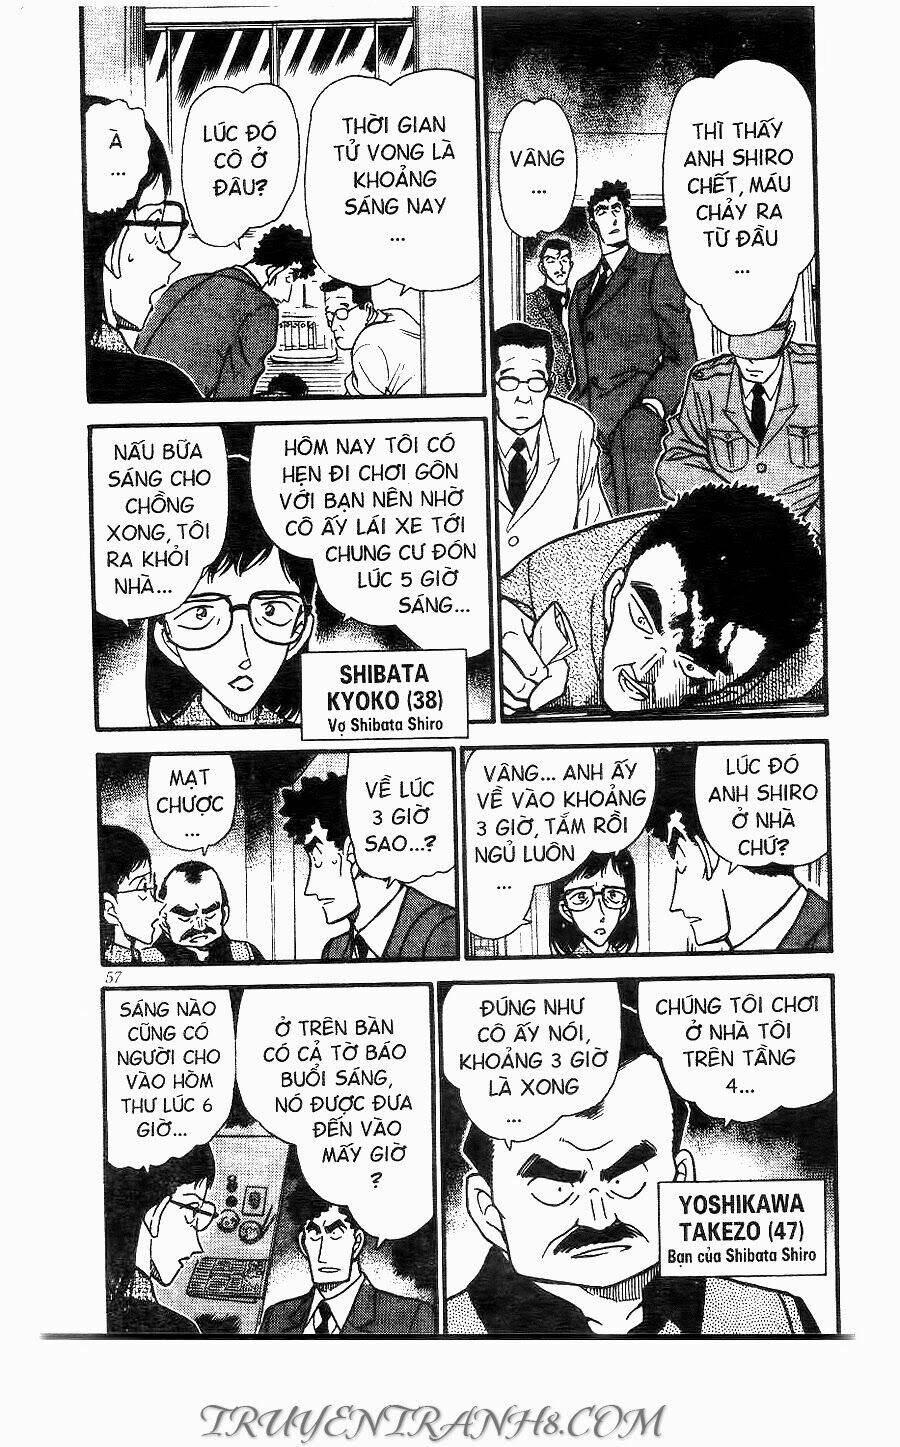 THÌ THẤY
ANH SHIRO
CHẾT, MÁU
CHẢY RA
TỪ ĐẦU
...
VÂNG
...
THỜI GIAN
TỬ VONG LÀ
KHOẢNG
SÁNG NAY
...
LÚC ĐÓ
CÔ Ở
ĐÂU?
À
...
HÔM NAY TÔI CÓ
HẸN ĐI CHƠI GÔN
VỚI BẠN NÊN NHỜ
CÔ ẤY LÁI XE TỚI
CHUNG CƯ ĐÓN
LÚC 5 GIỜ
SÁNG...
NẤU BỮA
SÁNG CHO
CHỒNG
XONG, TÔI
RA KHỎI
NHÀ...
SHIBATA
KYOKO (38)
Vợ Shibata Shiro
LÚC ĐÓ
ANH SHIRO
Ở NHÀ
CHỨ?
VÂNG... ANH ẤY
VỀ VÀO KHOẢNG
3 GIỜ, TẮM RỒI
NGỦ LUÔN
...
VỀ LÚC
3 GIỜ
SAO...?
MẠT
CHƯỢC
...
57
CHÚNG TÔI CHƠI
Ở NHÀ TÔI
TRÊN TẦNG
4...
ĐÚNG NHƯ
CÔ ẤY NÓI,
KHOẢNG 3 GIỜ
LÀ XONG
...
YOSHIKAWA
TAKEZO (47)
Bạn của Shibata Shiro
Ở TRÊN BÀN
CÓ CẢ TỜ BÁO
BUỔI SÁNG,
NÓ ĐƯỢC ĐƯA
ĐẾN VÀO
MẤY GIỜ
?
SÁNG NÀO
CŨNG CÓ
NGƯỜI CHO
VÀO HÒM
THƯ LÚC 6
GIỜ...
TRUYENTRANH8.COM